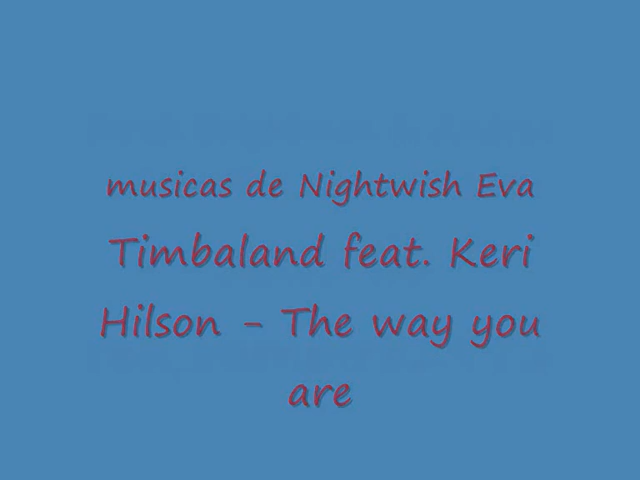 musicas de Nightwish Eva
Timbaland feat. Keri
Hilson - The way you
are